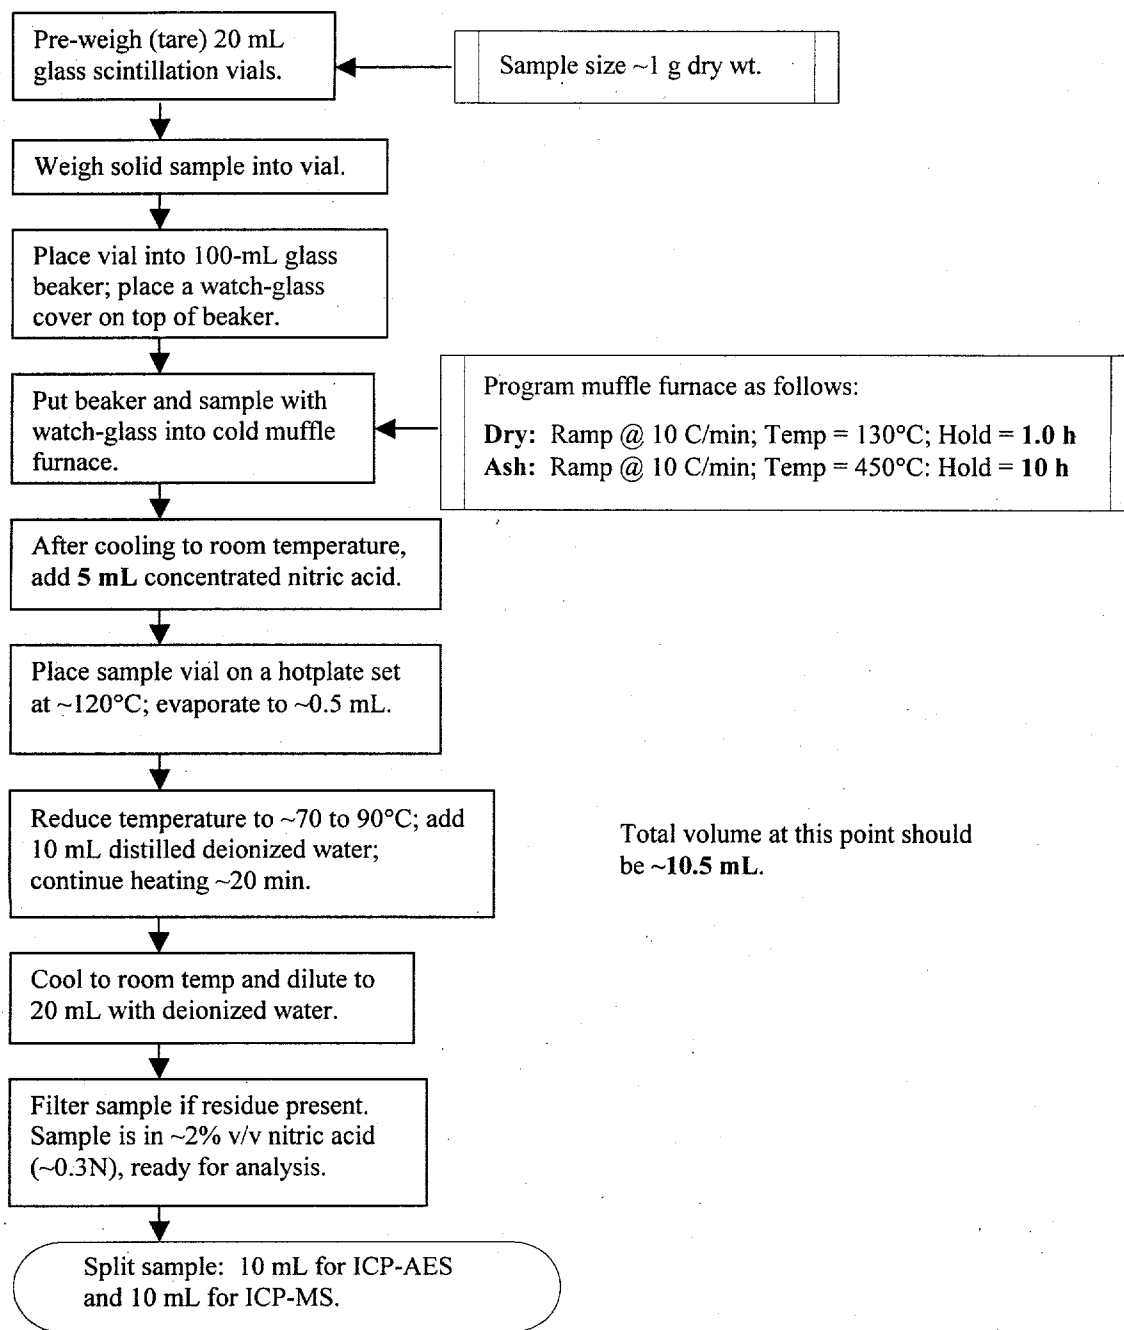 Pre-weigh (tare) 20 mL
glass scintillation vials.
Sample size ~1 g dry wt.
Weigh solid sample into vial.
Place vial into 100-mL glass
beaker; place a watch-glass
cover on top of beaker.
Put beaker and sample with
watch-glass into cold muffle
furnace.
Program muffle furnace as follows:
Dry: Ramp @ 10 C/min; Temp = 130°C; Hold = 1.0 h
Ash: Ramp @ 10 C/min; Temp = 450°C: Hold = 10 h
After cooling to room temperature,
add 5 mL concentrated nitric acid.
Place sample vial on a hotplate set
at ~120°C; evaporate to ~0.5 mL.
Reduce temperature to ~70 to 90°C; add
10 mL distilled deionized water;
continue heating ~20 min.
Total volume at this point should
be ~10.5 mL.
Cool to room temp and dilute to
20 mL with deionized water.
Filter sample if residue present.
Sample is in ~2% v/v nitric acid
(~0.3N), ready for analysis.
Split sample: 10 mL for ICP-AES
and 10 mL for ICP-MS.